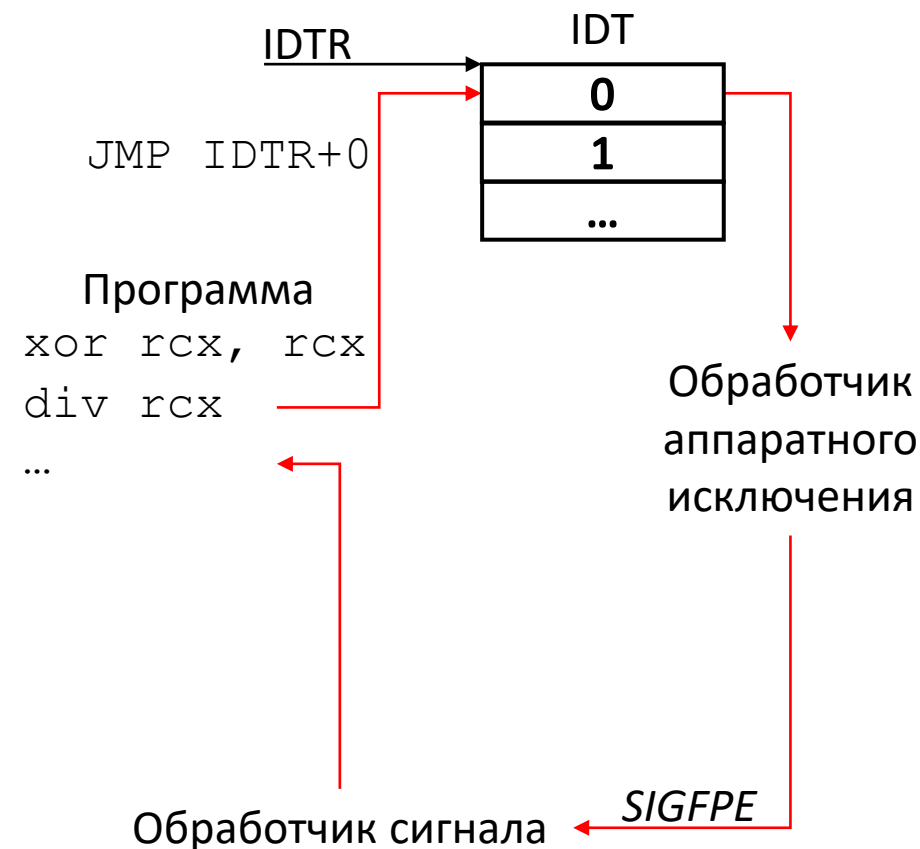 IDTR
IDT
0
JMP IDTR+0
1
…
Программа
xor rcx, rcx
div rcx
…
Обработчик
аппаратного
исключения
SIGFPE
Обработчик сигнала